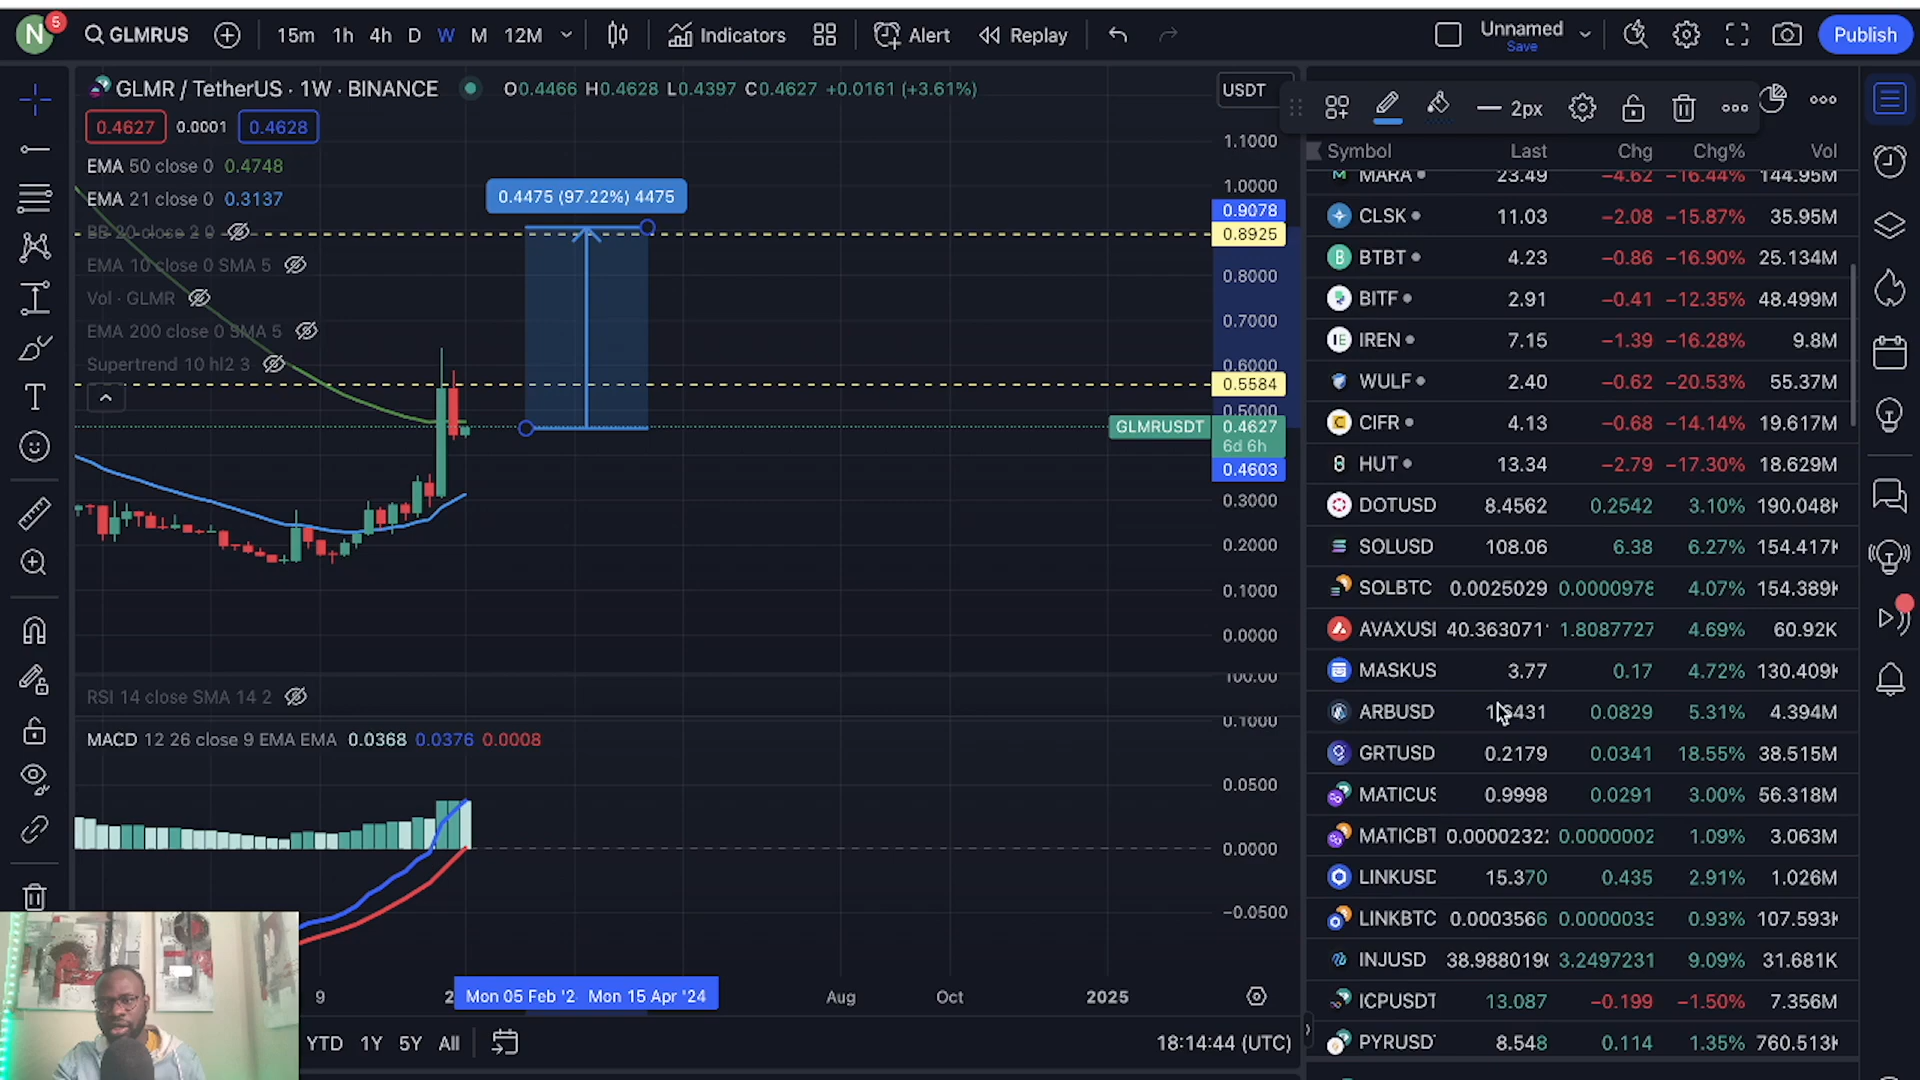 N 5 GLMRUS 15m 1h 4h D W M 12M Indicators Alert Replay Unnamed Save Publish
GLMR / TetherUS · 1W · BINANCE O0.4466 H0.4628 L0.4397 C0.4627 +0.0161 (+3.61%)
USDT
0.4627 0.0001 0.4628
EMA 50 close 0 0.4748
EMA 21 close 0 0.3137
BB 20 close 2 0
EMA 10 close 0 SMA 5
Vol · GLMR
EMA 200 close 0 SMA 5
Supertrend 10 hl2 3
0.4475 (97.22%) 4475
1.1000
1.0000
0.9078
0.8925
0.8000
0.7000
0.6000
0.5584
0.5000
GLMRUSDT 0.4627
6d 6h
0.4603
0.3000
0.2000
0.1000
0.0000
100.00
RSI 14 close SMA 14 2
0.1000
MACD 12 26 close 9 EMA EMA 0.0368 0.0376 0.0008
0.0500
0.0000
−0.0500
9 2 Mon 05 Feb '2 Mon 15 Apr '24 Aug Oct 2025
YTD 1Y 5Y All 18:14:44 (UTC)
2px
Symbol Last Chg Chg% Vol
MARA 23.49 −4.62 −16.44% 144.95M
CLSK 11.03 −2.08 −15.87% 35.95M
BTBT 4.23 −0.86 −16.90% 25.134M
BITF 2.91 −0.41 −12.35% 48.499M
IREN 7.15 −1.39 −16.28% 9.8M
WULF 2.40 −0.62 −20.53% 55.37M
CIFR 4.13 −0.68 −14.14% 19.617M
HUT 13.34 −2.79 −17.30% 18.629M
DOTUSD 8.4562 0.2542 3.10% 190.048K
SOLUSD 108.06 6.38 6.27% 154.417K
SOLBTC 0.0025029 0.0000978 4.07% 154.389K
AVAXUSI 40.363071 1.8087727 4.69% 60.92K
MASKUS 3.77 0.17 4.72% 130.409K
ARBUSD 0.0829 5.31% 4.394M
GRTUSD 0.2179 0.0341 18.55% 38.515M
MATICUS 0.9998 0.0291 3.00% 56.318M
MATICBT 0.00002322 0.0000002 1.09% 3.063M
LINKUSD 15.370 0.435 2.91% 1.026M
LINKBTC 0.0003566 0.0000033 0.93% 107.593K
INJUSD 38.988019 3.2497231 9.09% 31.681K
ICPUSDT 13.087 −0.199 −1.50% 7.356M
PYRUSD 8.548 0.114 1.35% 760.513K